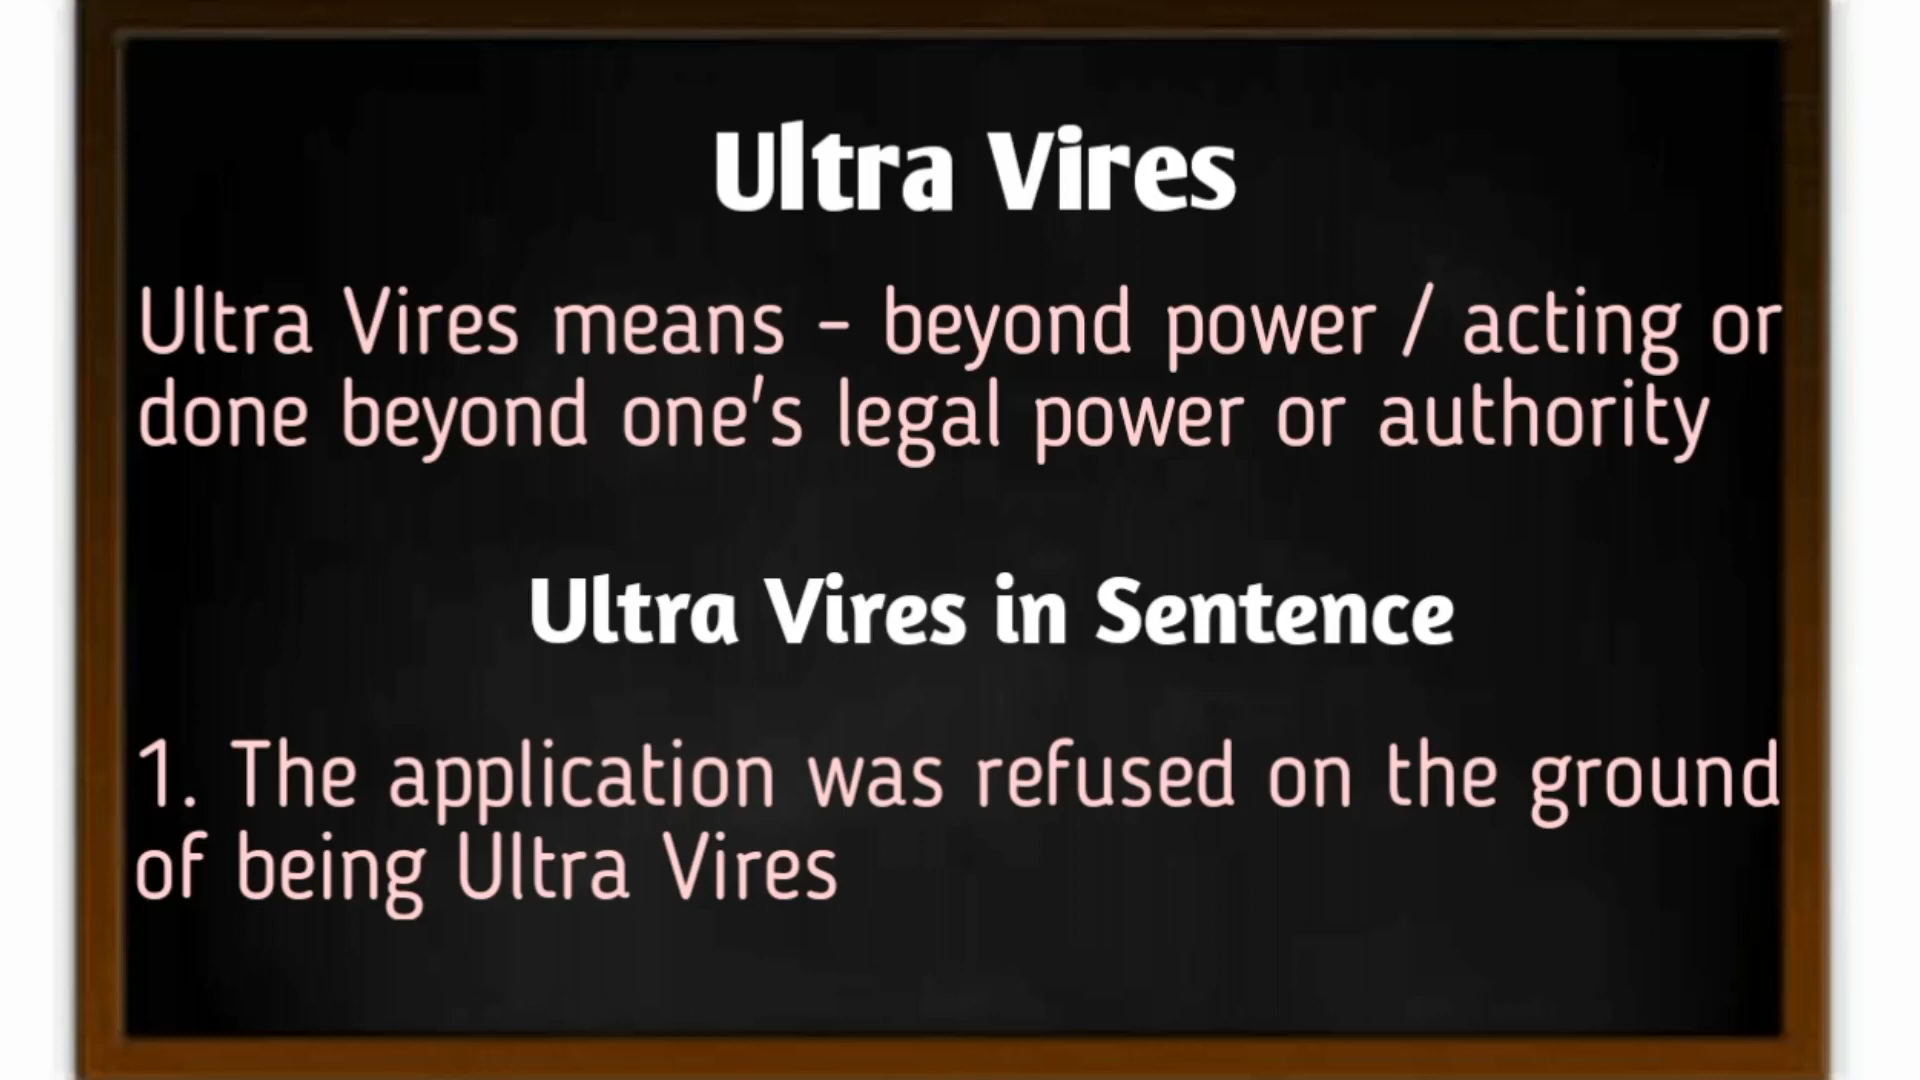 Ultra Vires
Ultra Vires means - beyond power / acting or
done beyond one's legal power or authority
Ultra Vires in Sentence
1. The application was refused on the ground
of being Ultra Vires